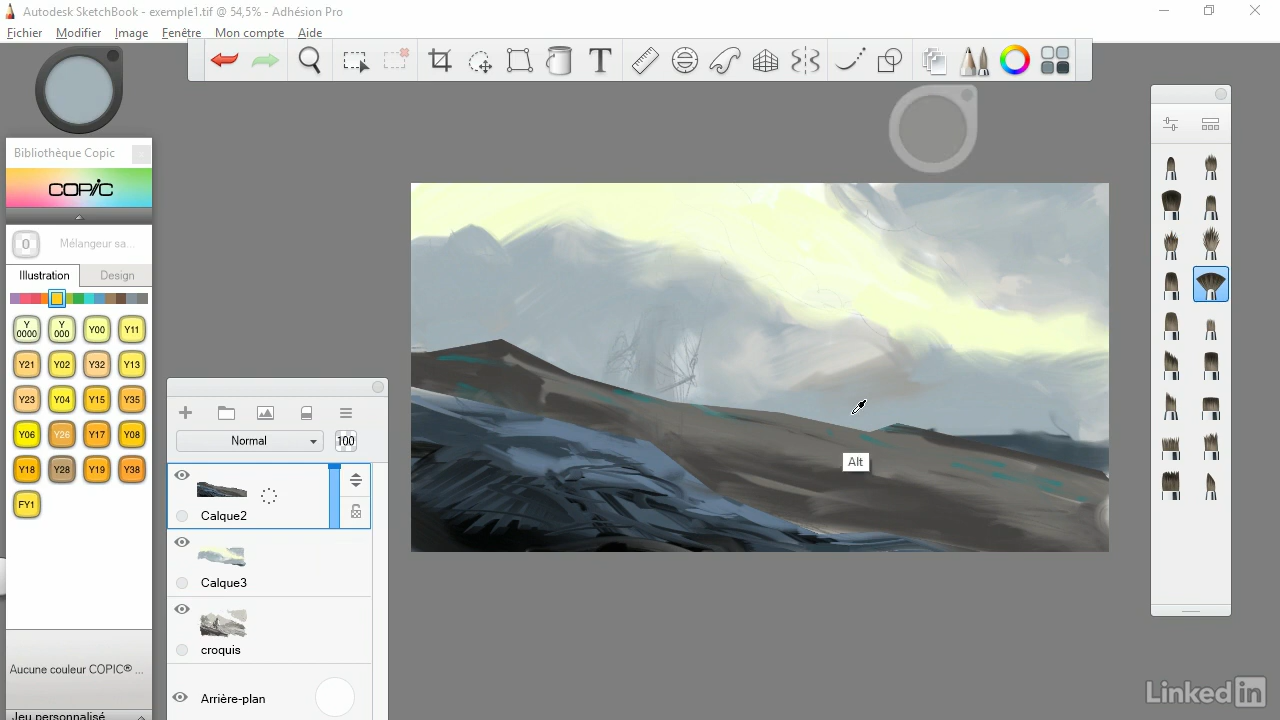 Autodesk SketchBook - exemple1.tif @ 54,5% - Adhésion Pro
Fichier Modifier Image Fenêtre Mon compte Aide
T
Bibliothèque Copic
COPIC
0 Mélangeur sa...
Illustration Design
Y 0000 Y 000 Y00 Y11
Y21 Y02 Y32 Y13
Y23 Y04 Y15 Y35
Y06 Y26 Y17 Y08
Y18 Y28 Y19 Y38
FY1
Aucune couleur COPIC® ...
Jeu personnalisé
Normal 100
Calque2
Calque3
croquis
Arrière-plan
Alt
Linked in